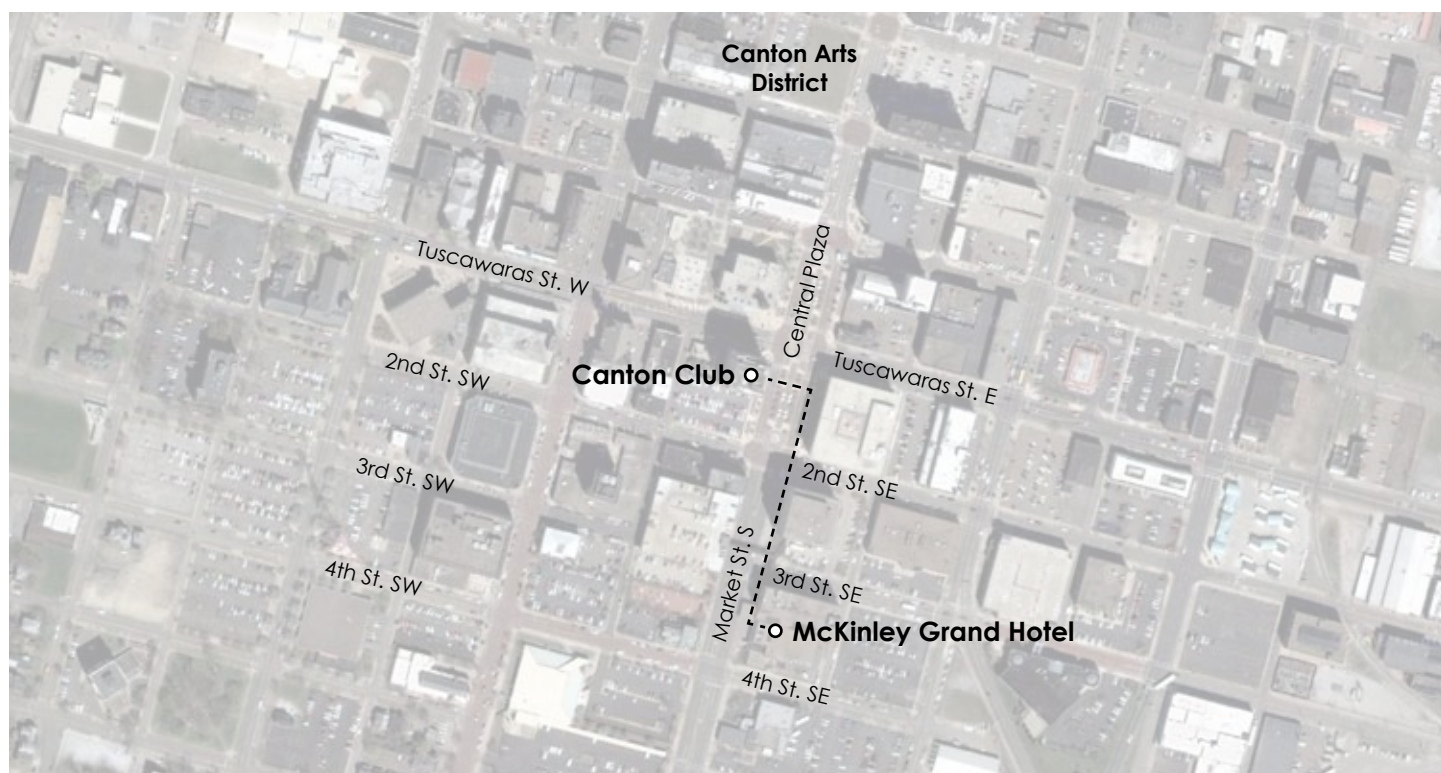 Canton Arts
District
Central Plaza
Tuscawaras St. W
2nd St. SW
Canton Club
Tuscawaras St. E
3rd St. SW
2nd St. SE
4th St. SW
Market St. S
3rd St. SE
McKinley Grand Hotel
4th St. SE